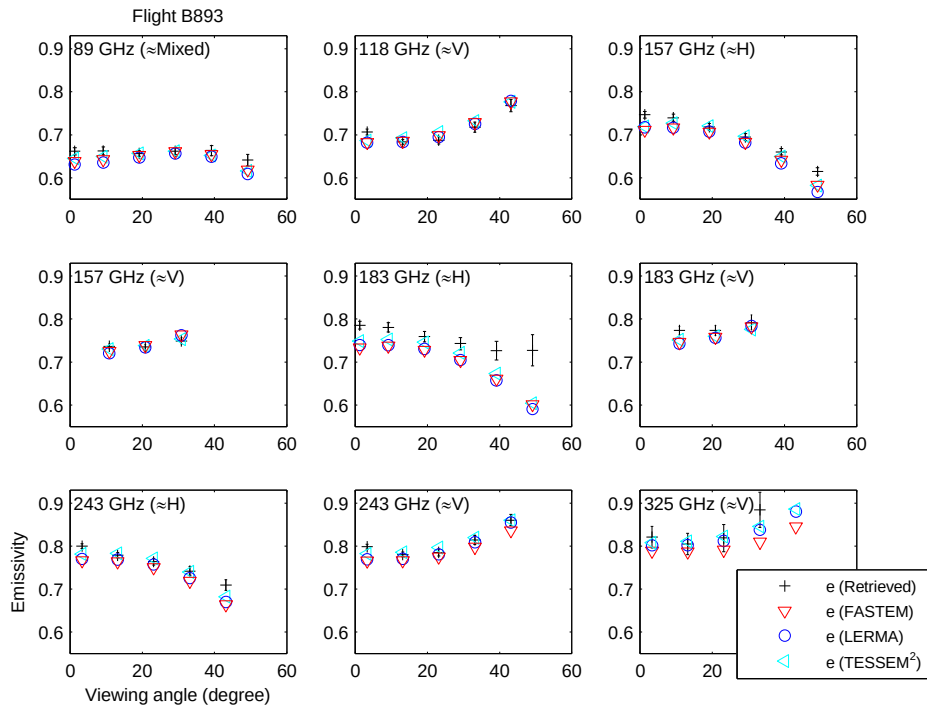 Flight B893
89 GHz (≈Mixed)
118 GHz (≈V)
157 GHz (≈H)
0.9
0.8
0.7
0.6
0 20 40 60
0.9
0.8
0.7
0.6
0 20 40 60
0.9
0.8
0.7
0.6
0 20 40 60
157 GHz (≈V)
183 GHz (≈H)
183 GHz (≈V)
0.9
0.8
0.7
0.6
0 20 40 60
0.9
0.8
0.7
0.6
0 20 40 60
0.9
0.8
0.7
0.6
0 20 40 60
243 GHz (≈H)
243 GHz (≈V)
325 GHz (≈V)
0.9
0.8
0.7
0.6
0 20 40 60
Emissivity
Viewing angle (degree)
0.9
0.8
0.7
0.6
0 20 40 60
0.9
0.8
0.7
0.6
0 20 40 60
e (Retrieved)
e (FASTEM)
e (LERMA)
e (TESSEM²)